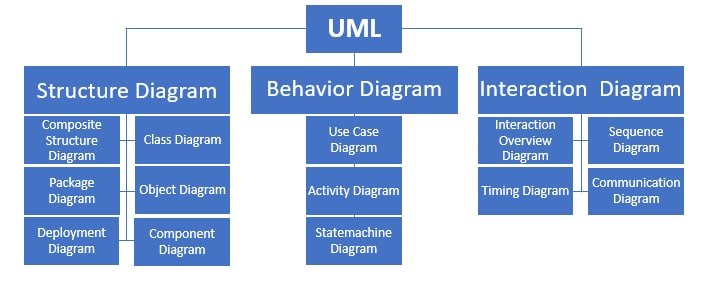 UML
Structure Diagram
Composite
Structure
Diagram
Class Diagram
Package
Diagram
Object Diagram
Deployment
Diagram
Component
Diagram
Behavior Diagram
Use Case
Diagram
Activity Diagram
Statemachine
Diagram
Interaction Diagram
Interaction
Overview
Diagram
Sequence
Diagram
Timing Diagram
Communication
Diagram